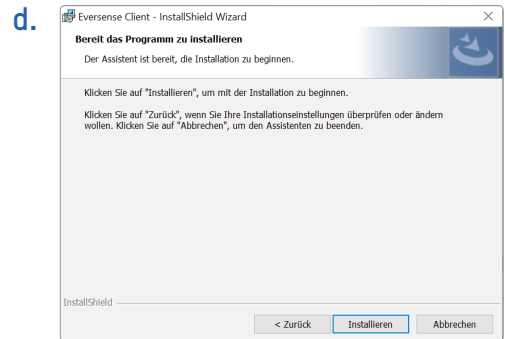 d.
Eversense Client - InstallShield Wizard
Bereit das Programm zu installieren
Der Assistent ist bereit, die Installation zu beginnen.
Klicken Sie auf "Installieren", um mit der Installation zu beginnen.
Klicken Sie auf "Zurück", wenn Sie Ihre Installationseinstellungen überprüfen oder ändern
wollen. Klicken Sie auf "Abbrechen", um den Assistenten zu beenden.
InstallShield
< Zurück Installieren Abbrechen